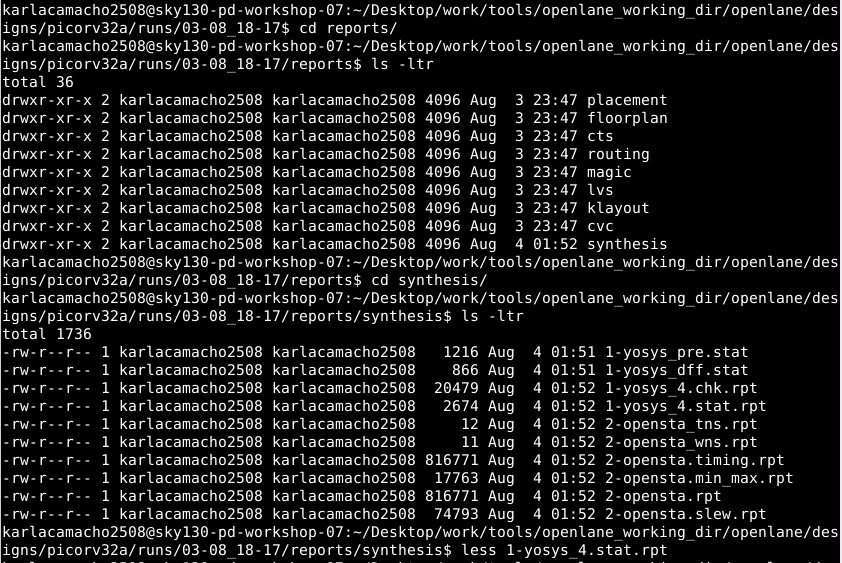 karlacamacho2508@sky130-pd-workshop-07:~/Desktop/work/tools/openlane_working_dir/openlane/des
igns/picorv32a/runs/03-08_18-17$ cd reports/
karlacamacho2508@sky130-pd-workshop-07:~/Desktop/work/tools/openlane_working_dir/openlane/des
igns/picorv32a/runs/03-08_18-17/reports$ ls -ltr
total 36
drwxr-xr-x 2 karlacamacho2508 karlacamacho2508 4096 Aug  3 23:47 placement
drwxr-xr-x 2 karlacamacho2508 karlacamacho2508 4096 Aug  3 23:47 floorplan
drwxr-xr-x 2 karlacamacho2508 karlacamacho2508 4096 Aug  3 23:47 cts
drwxr-xr-x 2 karlacamacho2508 karlacamacho2508 4096 Aug  3 23:47 routing
drwxr-xr-x 2 karlacamacho2508 karlacamacho2508 4096 Aug  3 23:47 magic
drwxr-xr-x 2 karlacamacho2508 karlacamacho2508 4096 Aug  3 23:47 lvs
drwxr-xr-x 2 karlacamacho2508 karlacamacho2508 4096 Aug  3 23:47 klayout
drwxr-xr-x 2 karlacamacho2508 karlacamacho2508 4096 Aug  3 23:47 cvc
drwxr-xr-x 2 karlacamacho2508 karlacamacho2508 4096 Aug  4 01:52 synthesis
karlacamacho2508@sky130-pd-workshop-07:~/Desktop/work/tools/openlane_working_dir/openlane/des
igns/picorv32a/runs/03-08_18-17/reports$ cd synthesis/
karlacamacho2508@sky130-pd-workshop-07:~/Desktop/work/tools/openlane_working_dir/openlane/des
igns/picorv32a/runs/03-08_18-17/reports/synthesis$ ls -ltr
total 1736
-rw-r--r-- 1 karlacamacho2508 karlacamacho2508   1216 Aug  4 01:51 1-yosys_pre.stat
-rw-r--r-- 1 karlacamacho2508 karlacamacho2508    866 Aug  4 01:52 1-yosys_dff.stat
-rw-r--r-- 1 karlacamacho2508 karlacamacho2508  20479 Aug  4 01:52 1-yosys_4.chk.rpt
-rw-r--r-- 1 karlacamacho2508 karlacamacho2508   2674 Aug  4 01:52 1-yosys_4.stat.rpt
-rw-r--r-- 1 karlacamacho2508 karlacamacho2508     12 Aug  4 01:52 2-opensta_tns.rpt
-rw-r--r-- 1 karlacamacho2508 karlacamacho2508     11 Aug  4 01:52 2-opensta_wns.rpt
-rw-r--r-- 1 karlacamacho2508 karlacamacho2508 816771 Aug  4 01:52 2-opensta.timing.rpt
-rw-r--r-- 1 karlacamacho2508 karlacamacho2508  17763 Aug  4 01:52 2-opensta.min_max.rpt
-rw-r--r-- 1 karlacamacho2508 karlacamacho2508 816771 Aug  4 01:52 2-opensta.rpt
-rw-r--r-- 1 karlacamacho2508 karlacamacho2508  74793 Aug  4 01:52 2-opensta.slew.rpt
karlacamacho2508@sky130-pd-workshop-07:~/Desktop/work/tools/openlane_working_dir/openlane/des
igns/picorv32a/runs/03-08_18-17/reports/synthesis$ less 1-yosys_4.stat.rpt